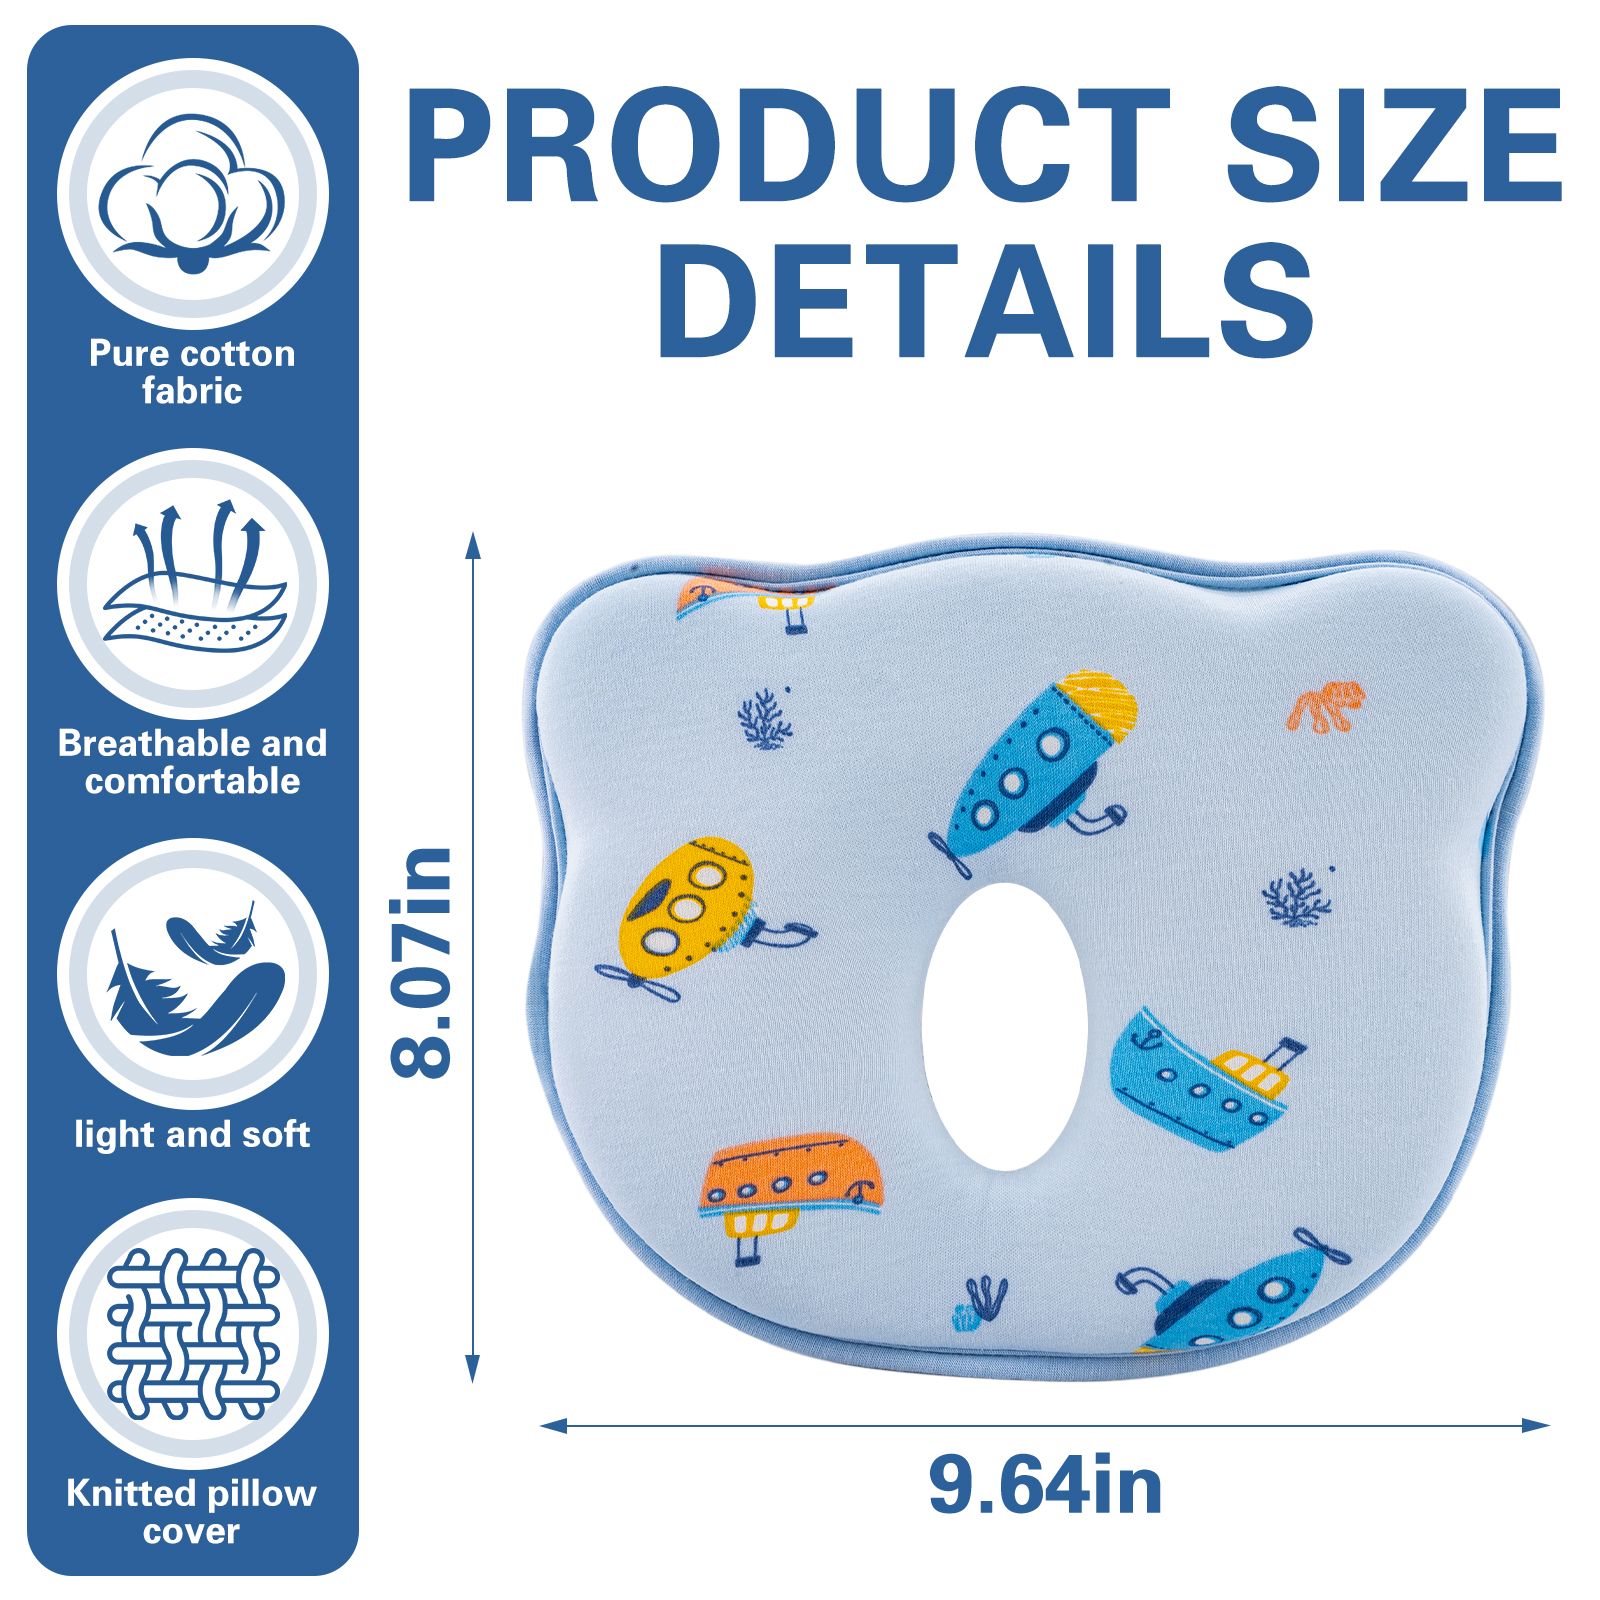 PRODUCT SIZE
DETAILS
Pure cotton
fabric
Breathable and
comfortable
light and soft
Knitted pillow
cover
8.07in
9.64in